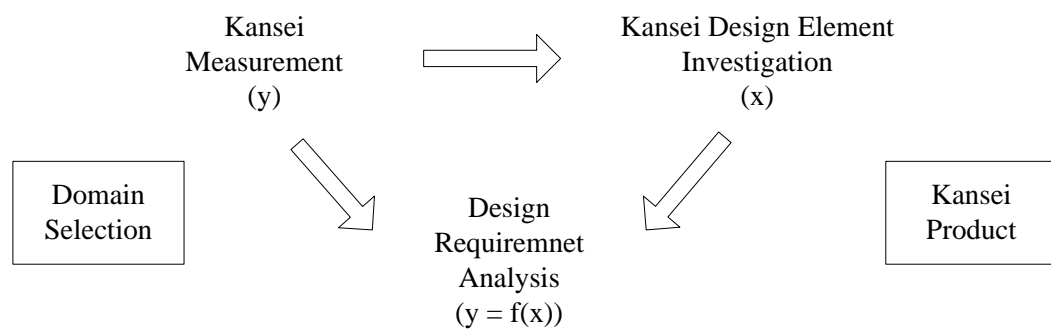 Kansei
Measurement
(y)
Kansei Design Element
Investigation
(x)
Domain
Selection
Design
Requiremnet
Analysis
(y = f(x))
Kansei
Product